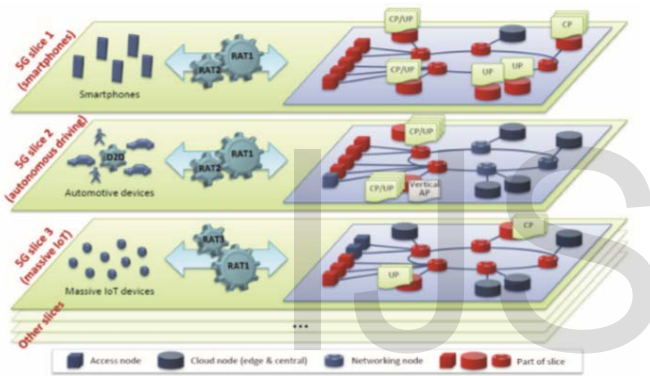 5G slice 1
(smartphones)
Smartphones
RAT2
RAT1
CP/UP
CP/UP
UP
UP
CP
5G slice 2
(autonomous driving)
D2D
Automotive devices
RAT2
RAT1
CP/UP
CP/UP
Vertical
AP
5G slice 3
(massive IoT)
Massive IoT devices
RAT3
RAT1
UP
CP
Other slices
...
Access node
Cloud node (edge & central)
Networking node
Part of slice
IJS